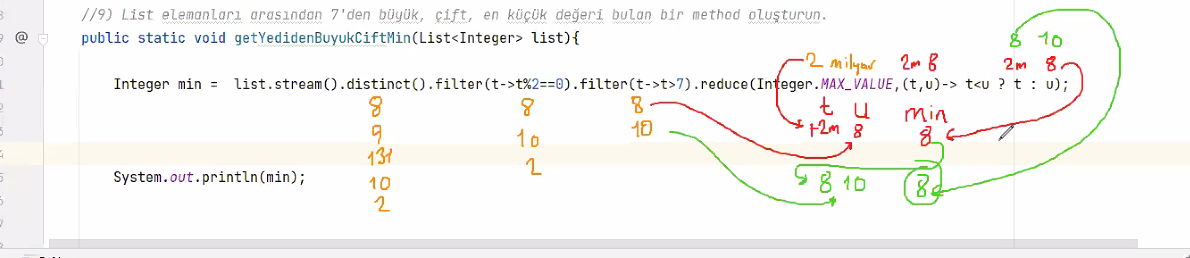 //9) List elemanları arasından 7'den büyük, çift, en küçük değeri bulan bir method oluşturun.
@ public static void getYedidenBuyukCiftMin(List<Integer> list){
8 10
2 milyar 2m 8 2m 8
Integer min = list.stream().distinct().filter(t->t%2==0).filter(t->t>7).reduce(Integer.MAX_VALUE,(t,u)-> t<u ? t : u);
8 8 8 t u min
9 10 10 +2m 8 8
131 2
System.out.println(min); 10 8 10 8
2